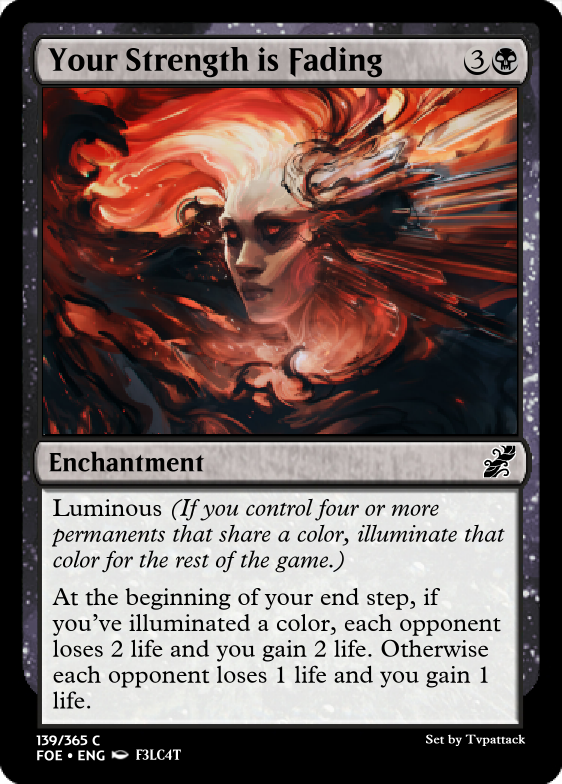 Your Strength is Fading
3
Enchantment
Luminous (If you control four or more
permanents that share a color, illuminate that
color for the rest of the game.)
At the beginning of your end step, if
you've illuminated a color, each opponent
loses 2 life and you gain 2 life. Otherwise
each opponent loses 1 life and you gain 1
life.
139/365 C
Set by Tvpattack
FOE • ENG F3LC4T